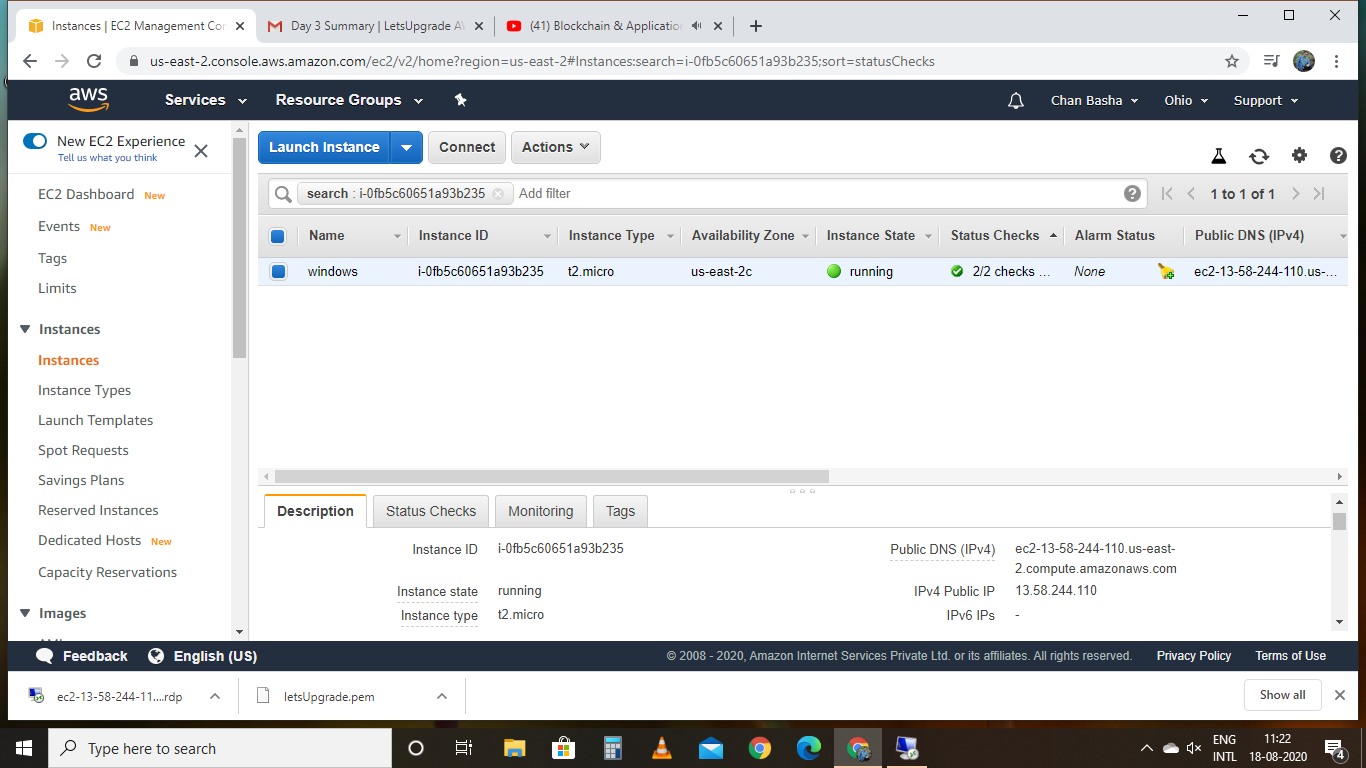 Instances | EC2 Management Con
Day 3 Summary | LetsUpgrade AW
(41) Blockchain & Application
us-east-2.console.aws.amazon.com/ec2/v2/home?region=us-east-2#Instances:search=i-0fb5c60651a93b235;sort=statusChecks
aws Services Resource Groups Chan Basha Ohio Support
New EC2 Experience
Tell us what you think
EC2 Dashboard New
Events New
Tags
Limits
Instances
Instances
Instance Types
Launch Templates
Spot Requests
Savings Plans
Reserved Instances
Dedicated Hosts New
Capacity Reservations
Images
Launch Instance Connect Actions
search : i-0fb5c60651a93b235 Add filter 1 to 1 of 1
Name Instance ID Instance Type Availability Zone Instance State Status Checks Alarm Status Public DNS (IPv4)
windows i-0fb5c60651a93b235 t2.micro us-east-2c running 2/2 checks ... None ec2-13-58-244-110.us-...
Description Status Checks Monitoring Tags
Instance ID i-0fb5c60651a93b235 Public DNS (IPv4) ec2-13-58-244-110.us-east-
2.compute.amazonaws.com
Instance state running IPv4 Public IP 13.58.244.110
Instance type t2.micro IPv6 IPs -
Feedback English (US) © 2008 - 2020, Amazon Internet Services Private Ltd. or its affiliates. All rights reserved. Privacy Policy Terms of Use
ec2-13-58-244-11....rdp letsUpgrade.pem Show all
Type here to search
ENG
INTL
11:22
18-08-2020
4